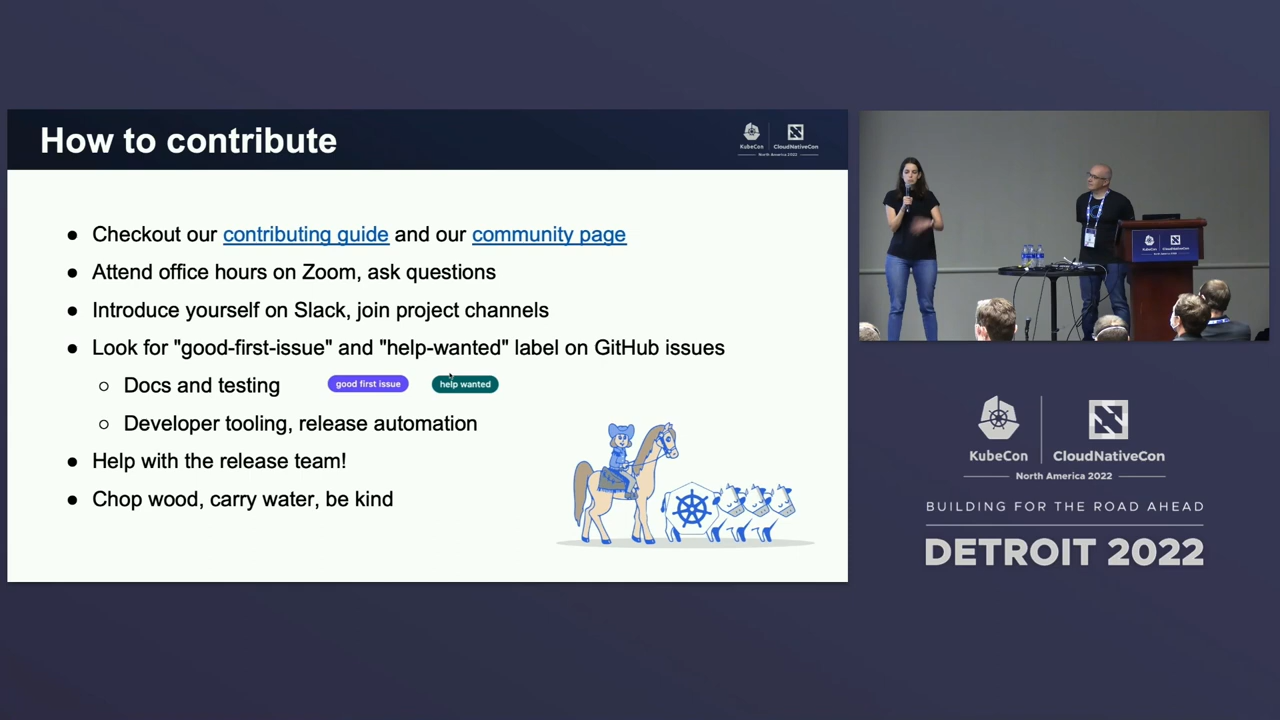 How to contribute
KubeCon
CloudNativeCon
North America 2022
● Checkout our contributing guide and our community page
● Attend office hours on Zoom, ask questions
● Introduce yourself on Slack, join project channels
● Look for "good-first-issue" and "help-wanted" label on GitHub issues
○ Docs and testing
good first issue
help wanted
○ Developer tooling, release automation
● Help with the release team!
● Chop wood, carry water, be kind
KubeCon
CloudNativeCon
KubeCon
CloudNativeCon
North America 2022
BUILDING FOR THE ROAD AHEAD
DETROIT 2022